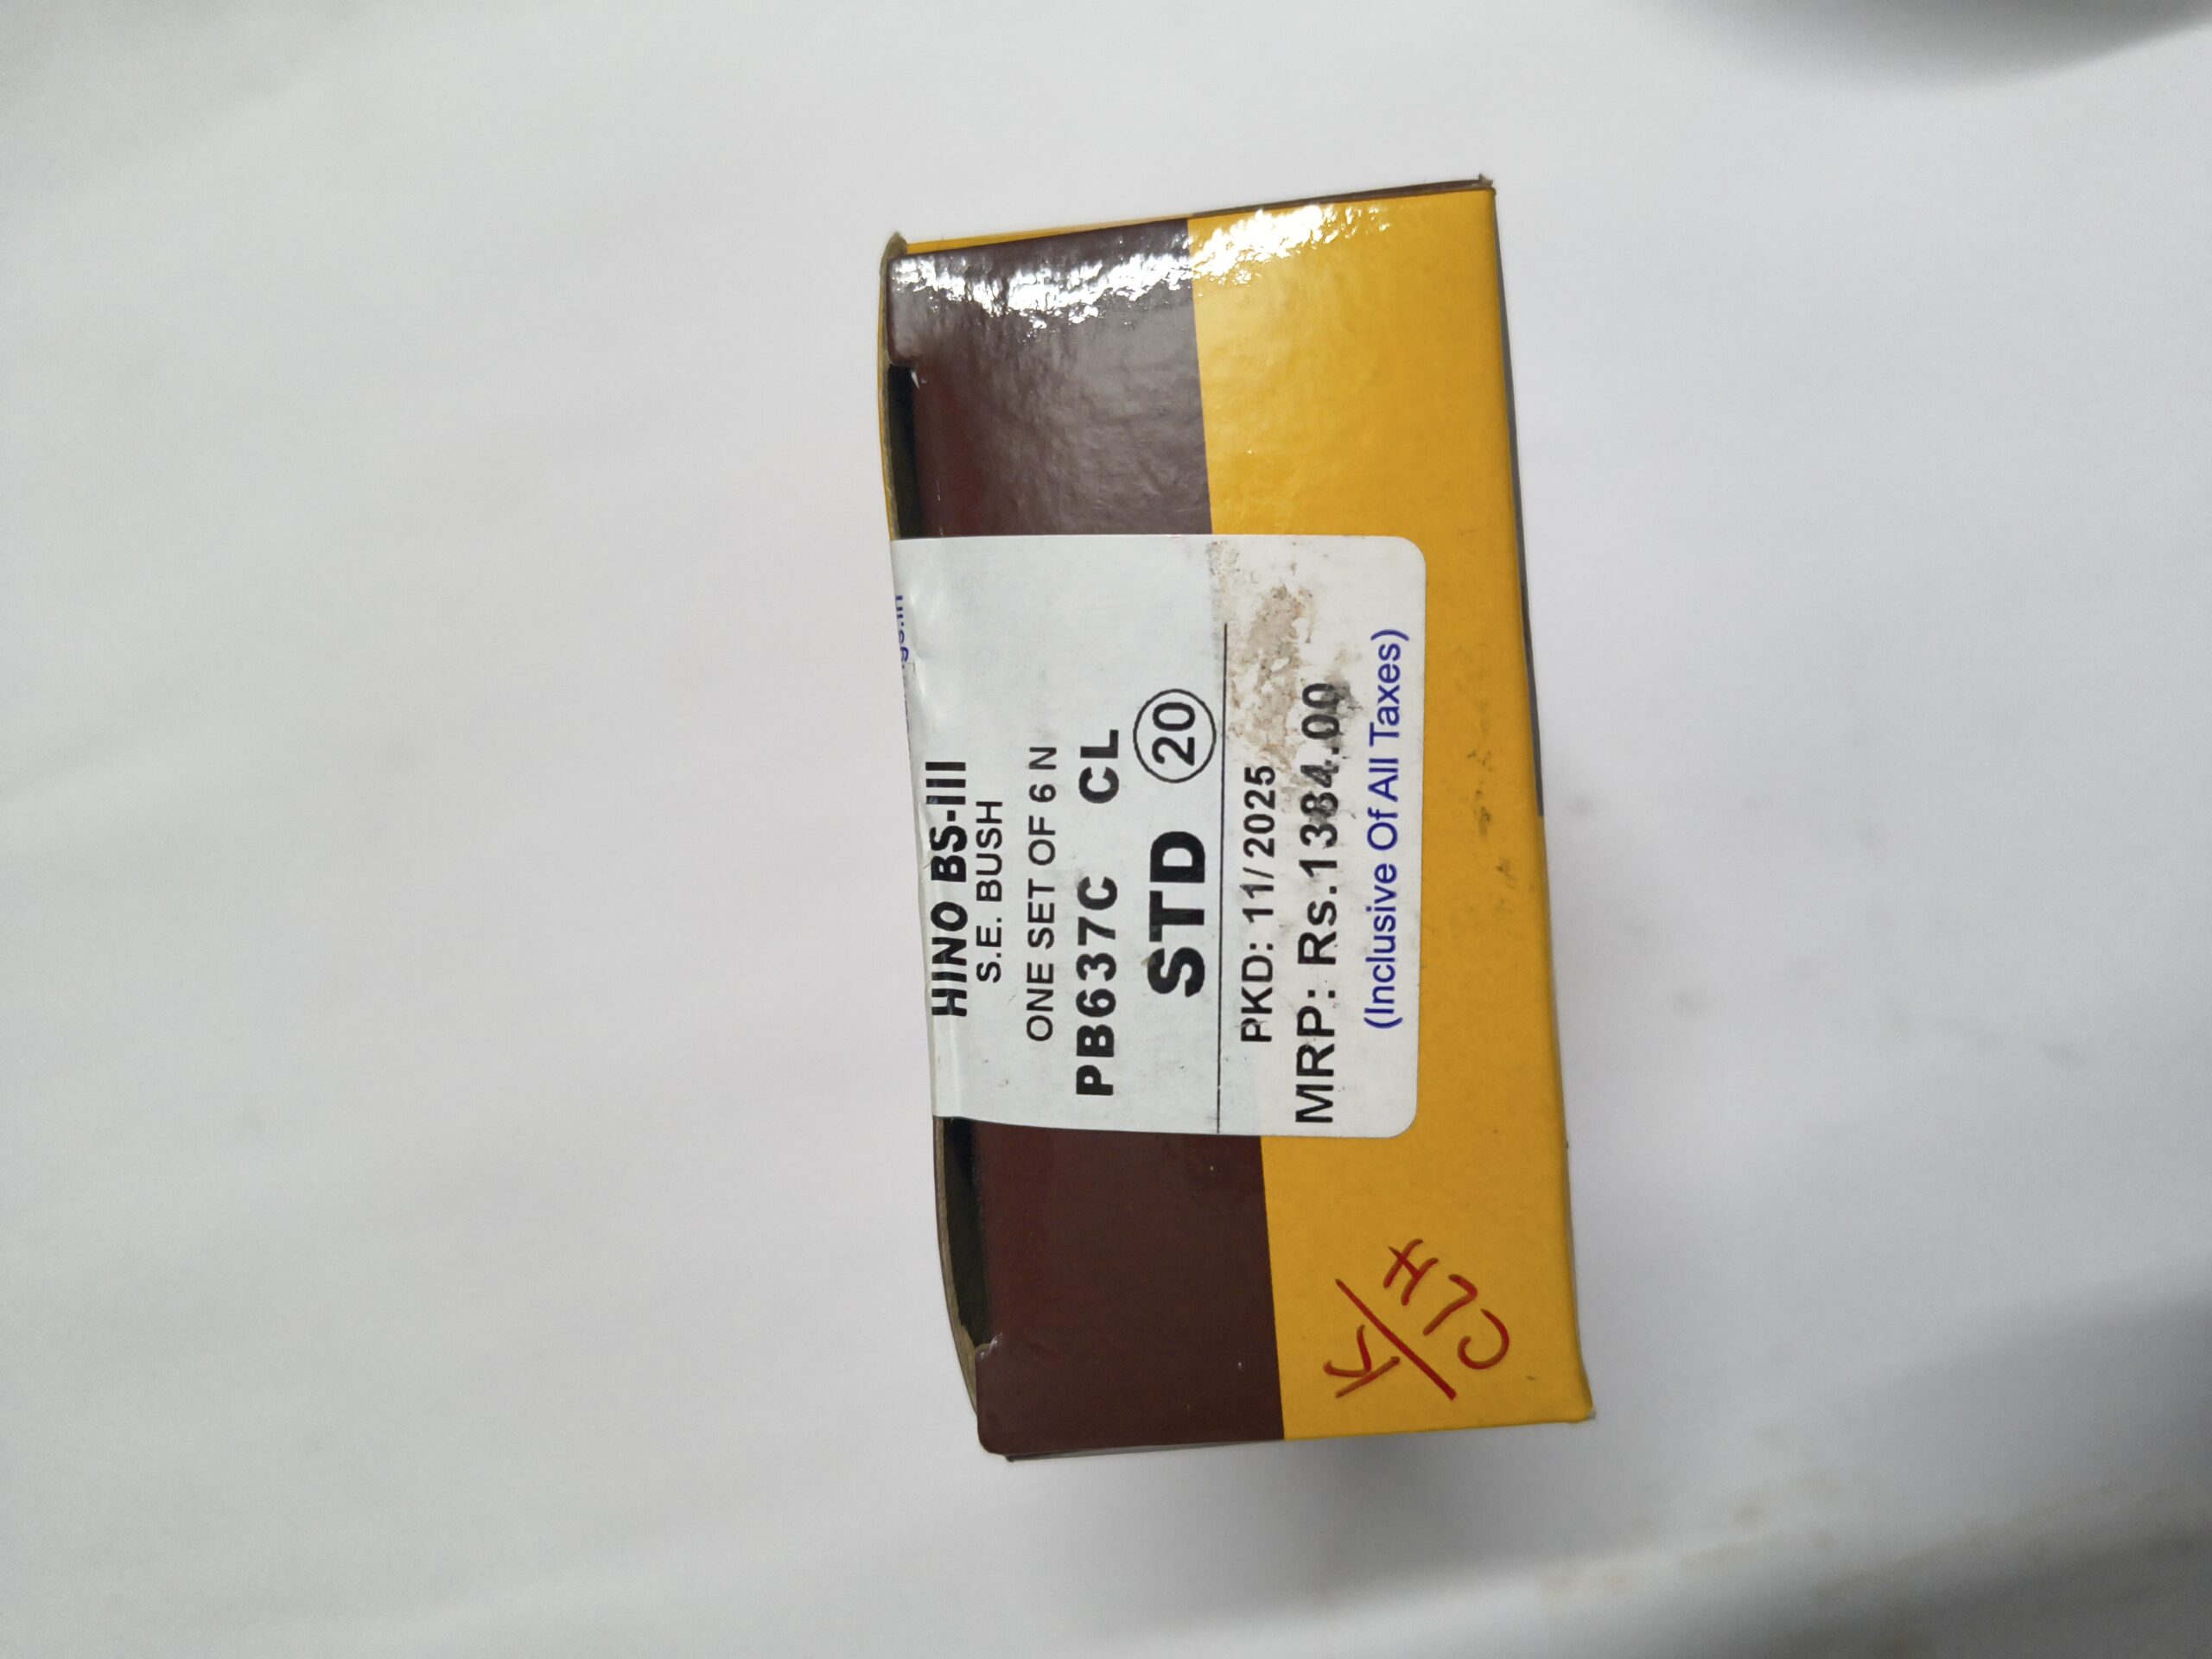 HINO BS-III
S.E. BUSH
ONE SET OF 6 N
PB637C CL
STD 20
PKD: 11/2025
MRP: Rs.1384.00
(Inclusive Of All Taxes)
K/
CLH